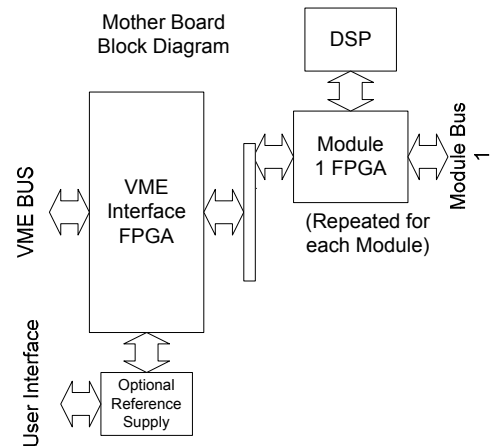 Mother Board
Block Diagram
DSP
VME BUS
VME
Interface
FPGA
Module
1 FPGA
Module Bus
1
(Repeated for
each Module)
User Interface
Optional
Reference
Supply